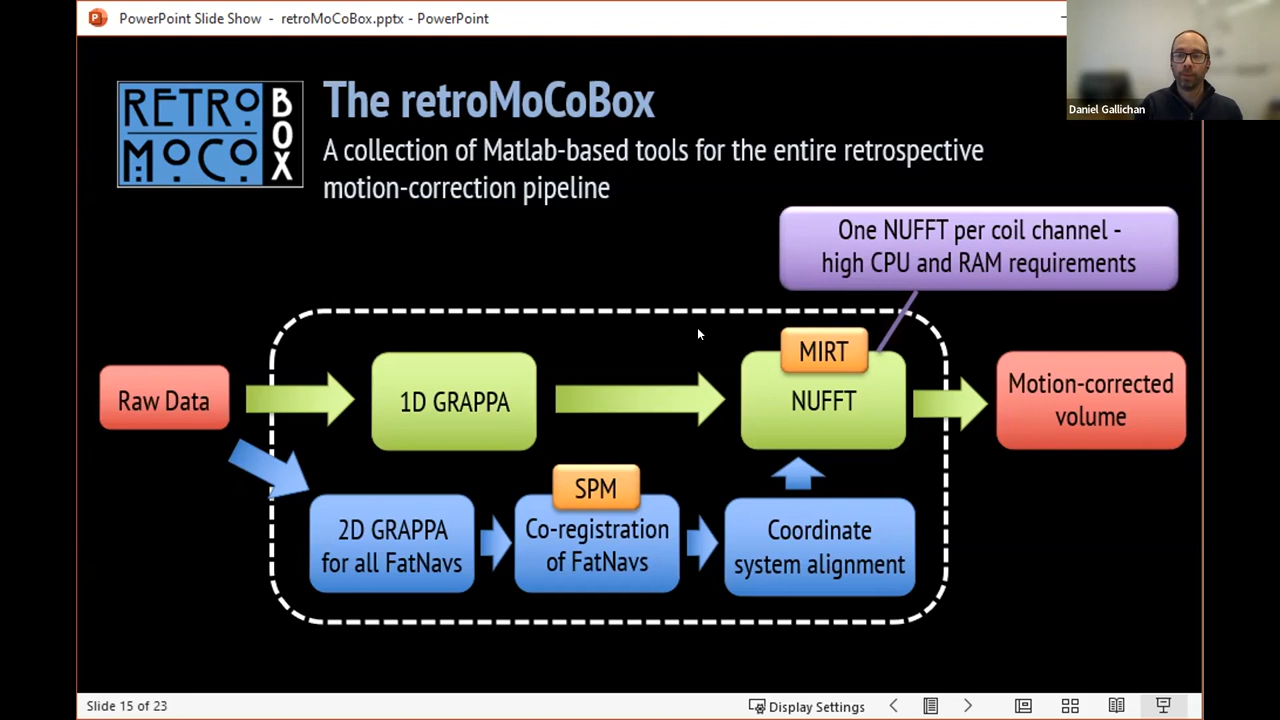 PowerPoint Slide Show - retroMoCoBox.pptx - PowerPoint
Daniel Gallichan
RETRO
MOCO
BOX
The retroMoCoBox
A collection of Matlab-based tools for the entire retrospective
motion-correction pipeline
One NUFFT per coil channel -
high CPU and RAM requirements
Raw Data
1D GRAPPA
MIRT
NUFFT
Motion-corrected
volume
2D GRAPPA
for all FatNavs
SPM
Co-registration
of FatNavs
Coordinate
system alignment
Slide 15 of 23
Display Settings